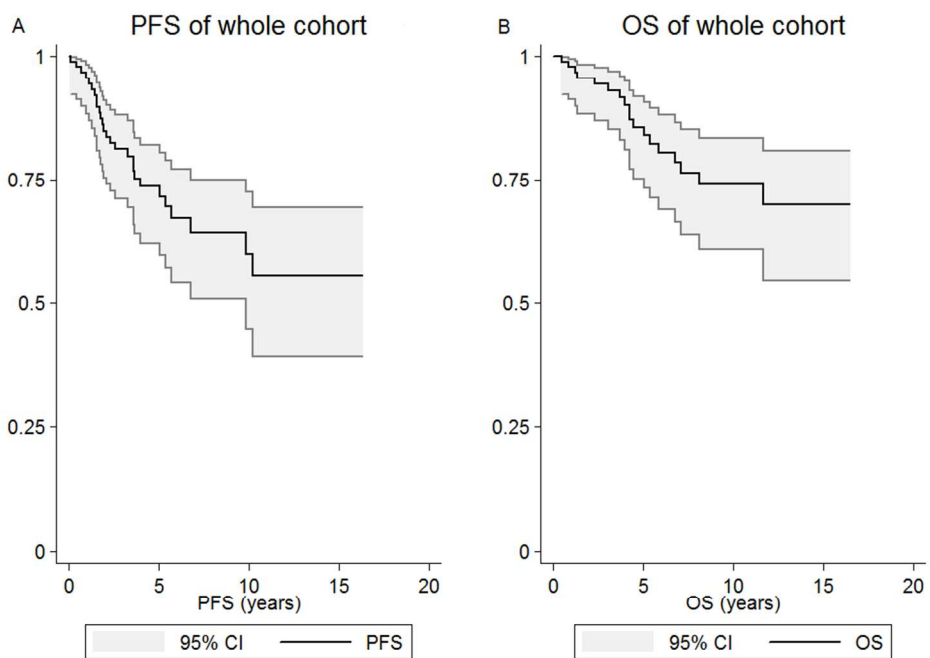 A
PFS of whole cohort
1
0.75
0.5
0.25
0
0 5 10 15 20
PFS (years)
95% CI PFS
B
OS of whole cohort
1
0.75
0.5
0.25
0
0 5 10 15 20
OS (years)
95% CI OS